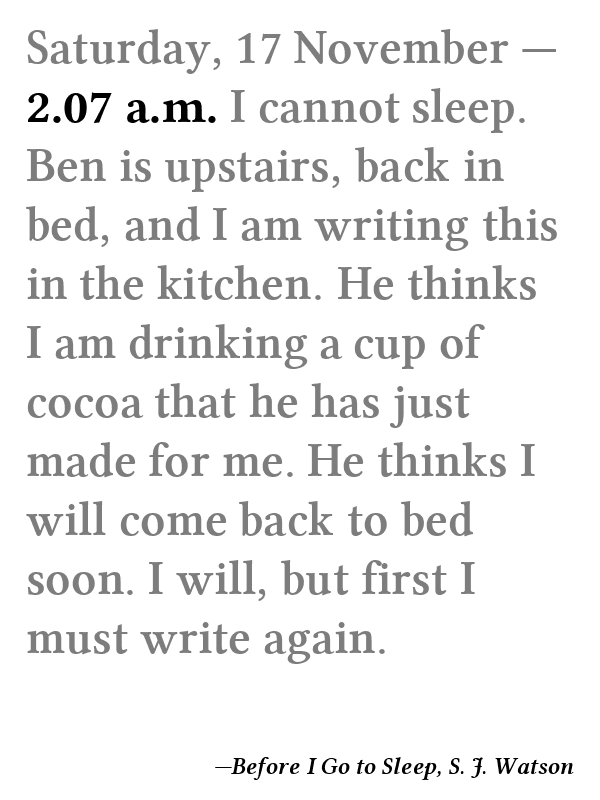 Saturday, 17 November —
2.07 a.m. I cannot sleep.
Ben is upstairs, back in
bed, and I am writing this
in the kitchen. He thinks
I am drinking a cup of
cocoa that he has just
made for me. He thinks I
will come back to bed
soon. I will, but first I
must write again.
—Before I Go to Sleep, S. J. Watson